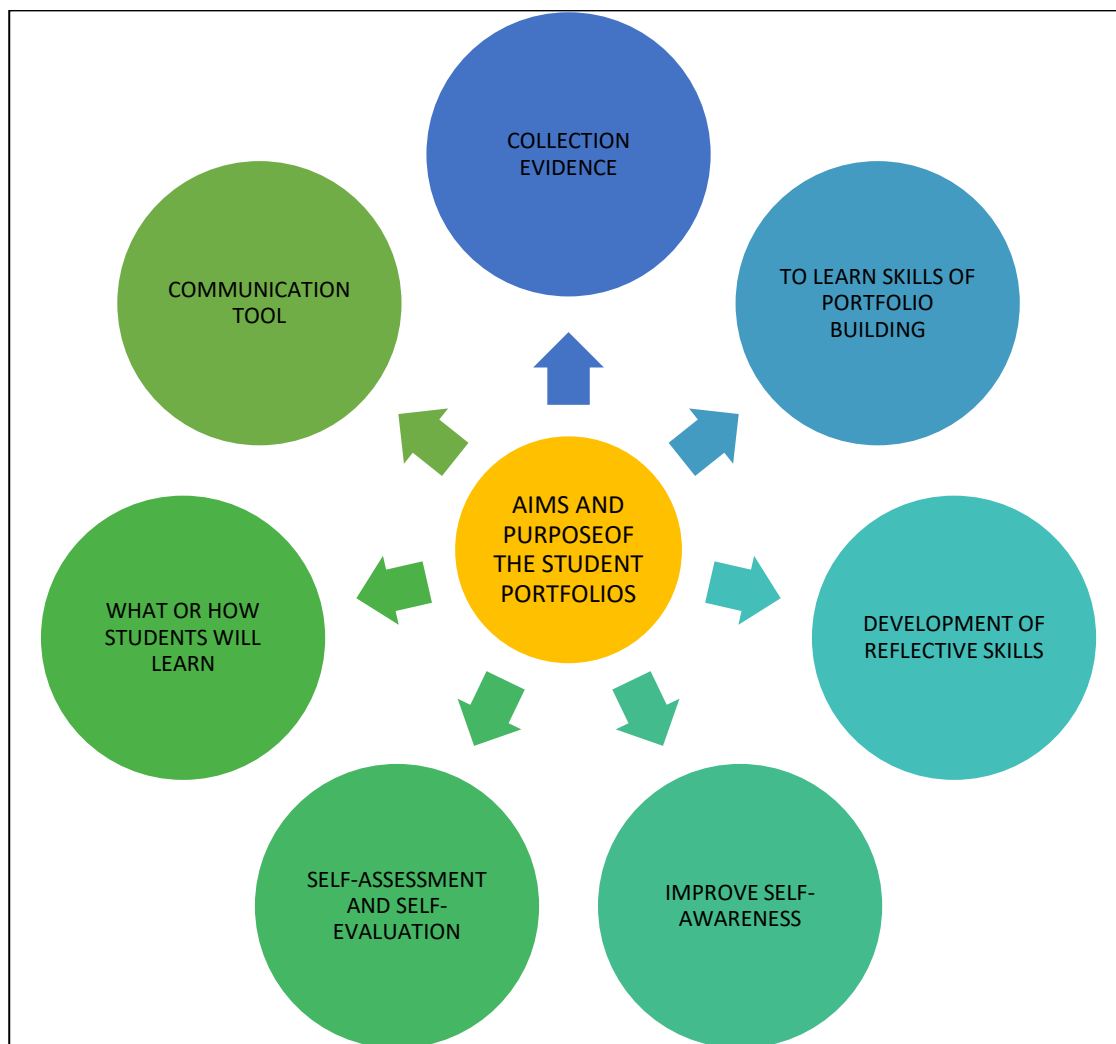 COLLECTION
EVIDENCE
TO LEARN SKILLS OF
PORTFOLIO
BUILDING
DEVELOPMENT OF
REFLECTIVE SKILLS
IMPROVE SELF-
AWARENESS
SELF-ASSESSMENT
AND SELF-
EVALUATION
WHAT OR HOW
STUDENTS WILL
LEARN
COMMUNICATION
TOOL
AIMS AND
PURPOSEOF
THE STUDENT
PORTFOLIOS